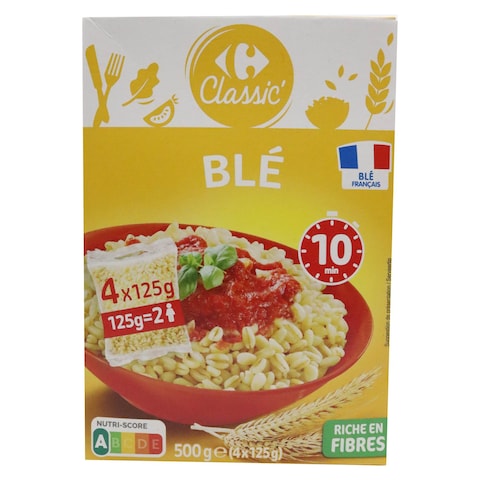 C
Classic'
BLÉ
BLÉ
FRANÇAIS
10
min
4x125g
125g=2
NUTRI-SCORE
A B C D E
500g e (4x125g)
RICHE EN
FIBRES